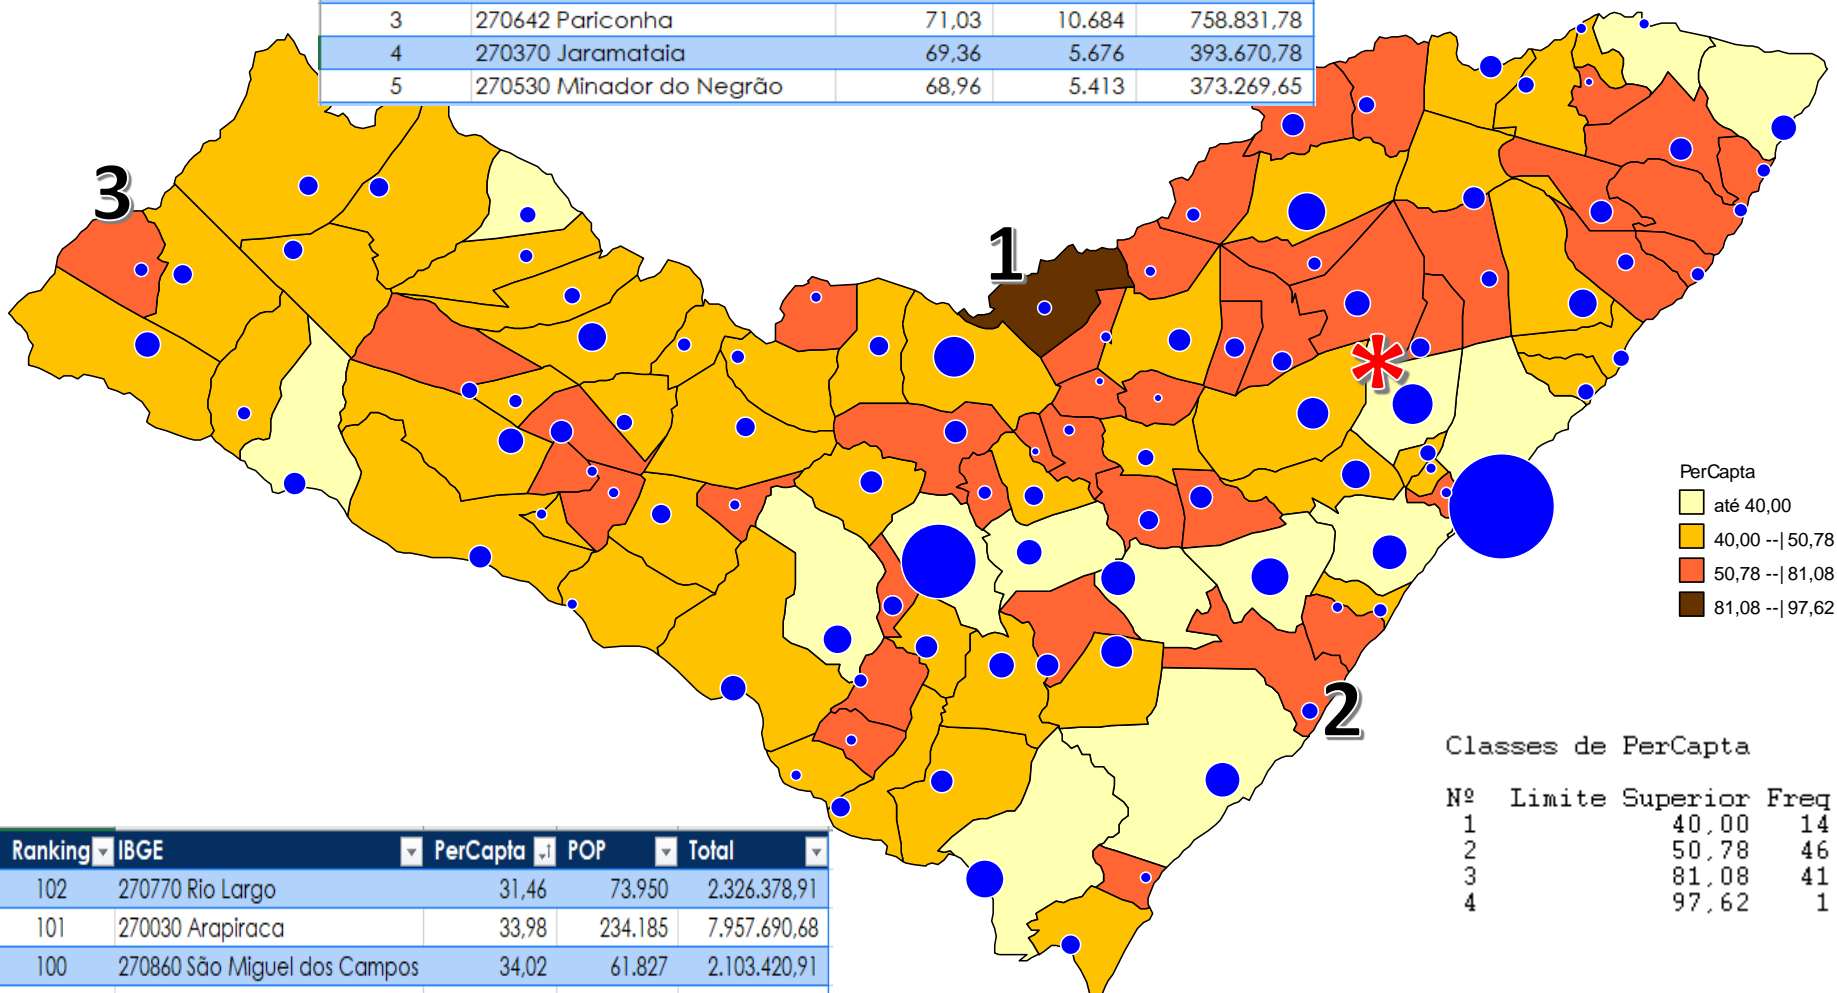 3 270642 Pariconha 71,03 10.684 758.831,78
4 270370 Jaramataia 69,36 5.676 393.670,78
5 270530 Minador do Negrão 68,96 5.413 373.269,65
3
1
*
PerCapta
até 40,00
40,00 --| 50,78
50,78 --| 81,08
81,08 --| 97,62
2
Classes de PerCapta
Nº Limite Superior Freq
1 40,00 14
2 50,78 46
3 81,08 41
4 97,62 1
Ranking IBGE PerCapta POP Total
102 270770 Rio Largo 31,46 73.950 2.326.378,91
101 270030 Arapiraca 33,98 234.185 7.957.690,68
100 270860 São Miguel dos Campos 34,02 61.827 2.103.420,91